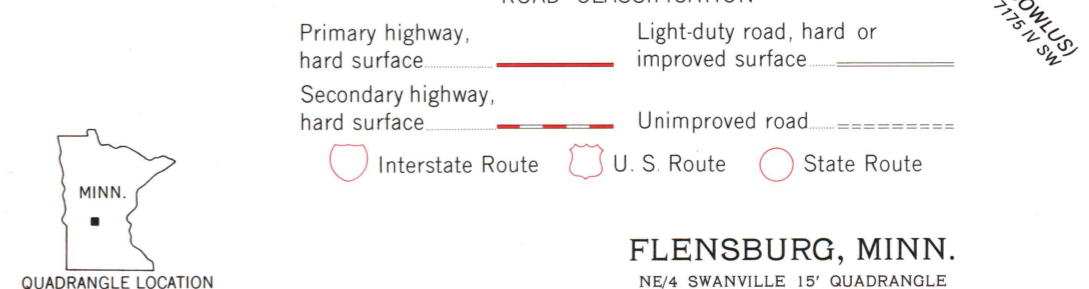 ROAD CLASSIFICATION
Primary highway,
hard surface
Light-duty road, hard or
improved surface
Secondary highway,
hard surface
Unimproved road
Interstate Route
U. S. Route
State Route
MINN.
QUADRANGLE LOCATION
FLENSBURG, MINN.
NE/4 SWANVILLE 15' QUADRANGLE
7175 IV SW